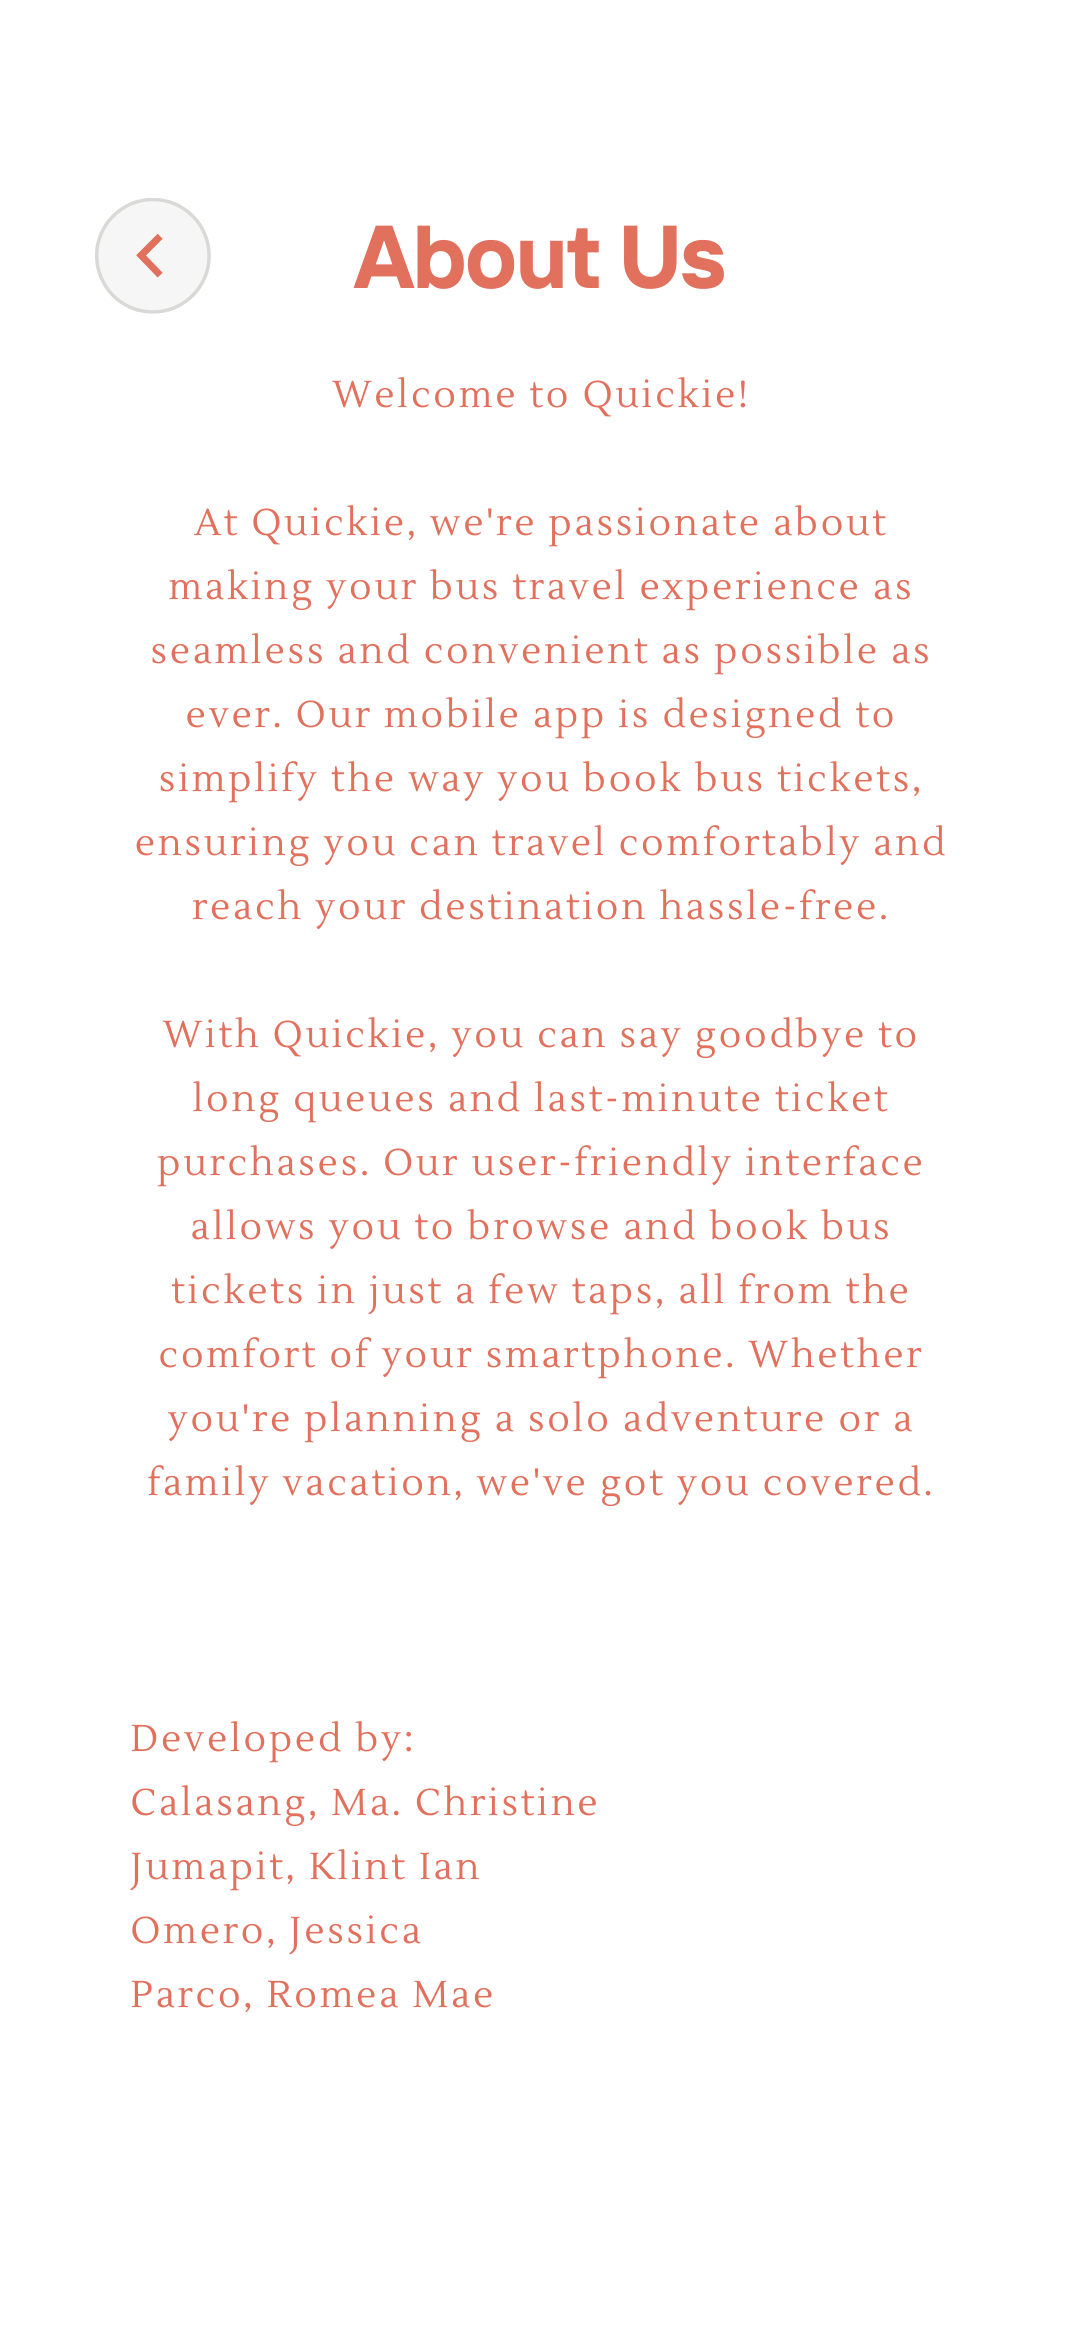 About Us
Welcome to Quickie!
At Quickie, we're passionate about
making your bus travel experience as
seamless and convenient as possible as
ever. Our mobile app is designed to
simplify the way you book bus tickets,
ensuring you can travel comfortably and
reach your destination hassle-free.
With Quickie, you can say goodbye to
long queues and last-minute ticket
purchases. Our user-friendly interface
allows you to browse and book bus
tickets in just a few taps, all from the
comfort of your smartphone. Whether
you're planning a solo adventure or a
family vacation, we've got you covered.
Developed by:
Calasang, Ma. Christine
Jumapit, Klint Ian
Omero, Jessica
Parco, Romea Mae